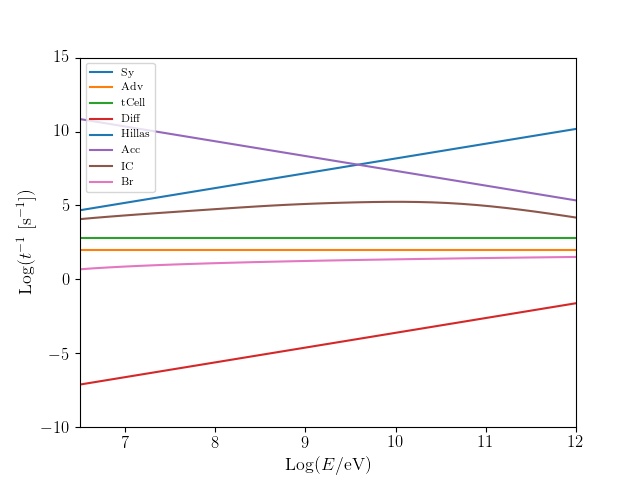 15
10
5
0
−5
−10
Log(t⁻¹ [s⁻¹])
Sy
Adv
tCell
Diff
Hillas
Acc
IC
Br
7 8 9 10 11 12
Log(E/eV)